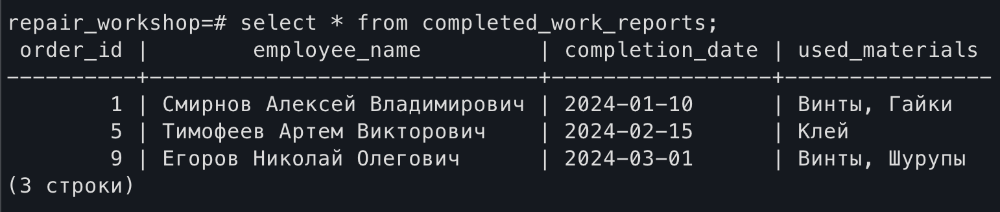 repair_workshop=# select * from completed_work_reports;
 order_id |        employee_name         | completion_date | used_materials
----------+------------------------------+-----------------+----------------
        1 | Смирнов Алексей Владимирович | 2024-01-10      | Винты, Гайки
        5 | Тимофеев Артем Викторович    | 2024-02-15      | Клей
        9 | Егоров Николай Олегович      | 2024-03-01      | Винты, Шурупы
(3 строки)